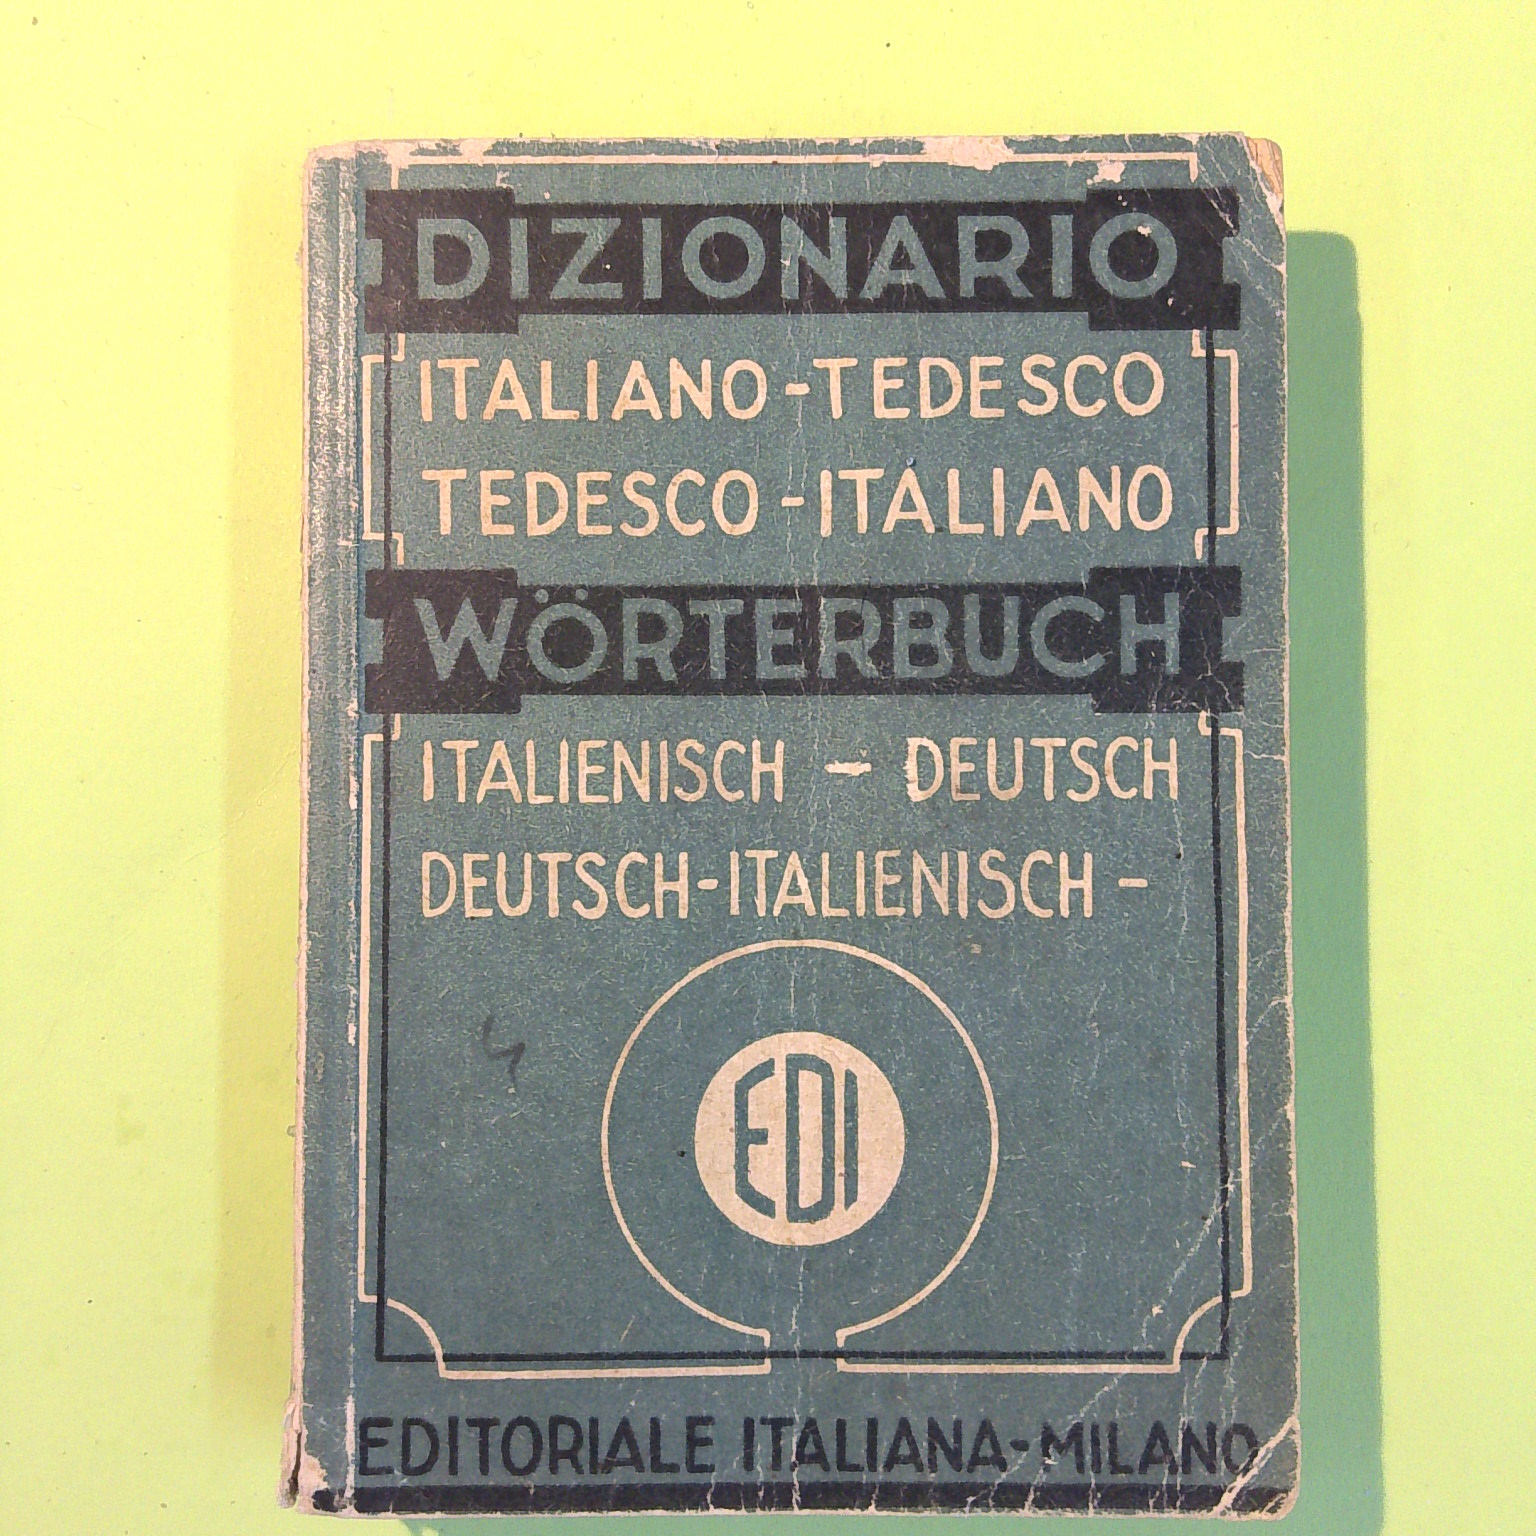 DIZIONARIO
ITALIANO-TEDESCO
TEDESCO-ITALIANO
WÖRTERBUCH
ITALIENISCH - DEUTSCH
DEUTSCH-ITALIENISCH -
EDI
EDITORIALE ITALIANA-MILANO